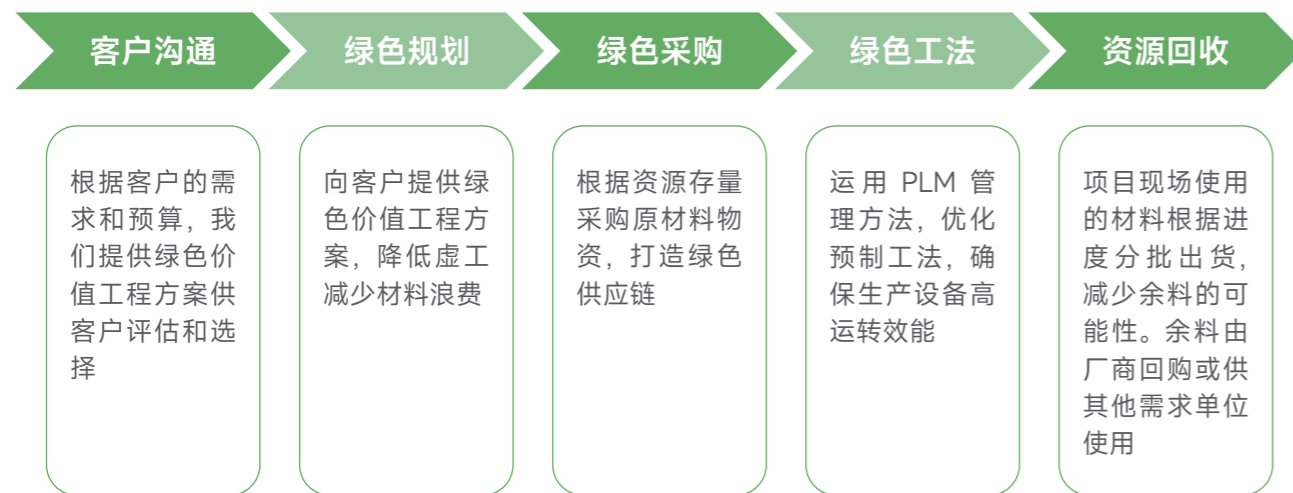 客户沟通
绿色规划
绿色采购
绿色工法
资源回收
根据客户的需
求和预算，我
们提供绿色价
值工程方案供
客户评估和选
择
向客户提供绿
色价值工程方
案，降低虚工
减少材料浪费
根据资源存量
采购原材料物
资，打造绿色
供应链
运用 PLM 管
理方法，优化
预制工法，确
保生产设备高
运转效能
项目现场使用
的材料根据进
度分批出货，
减少余料的可
能性。余料由
厂商回购或供
其他需求单位
使用